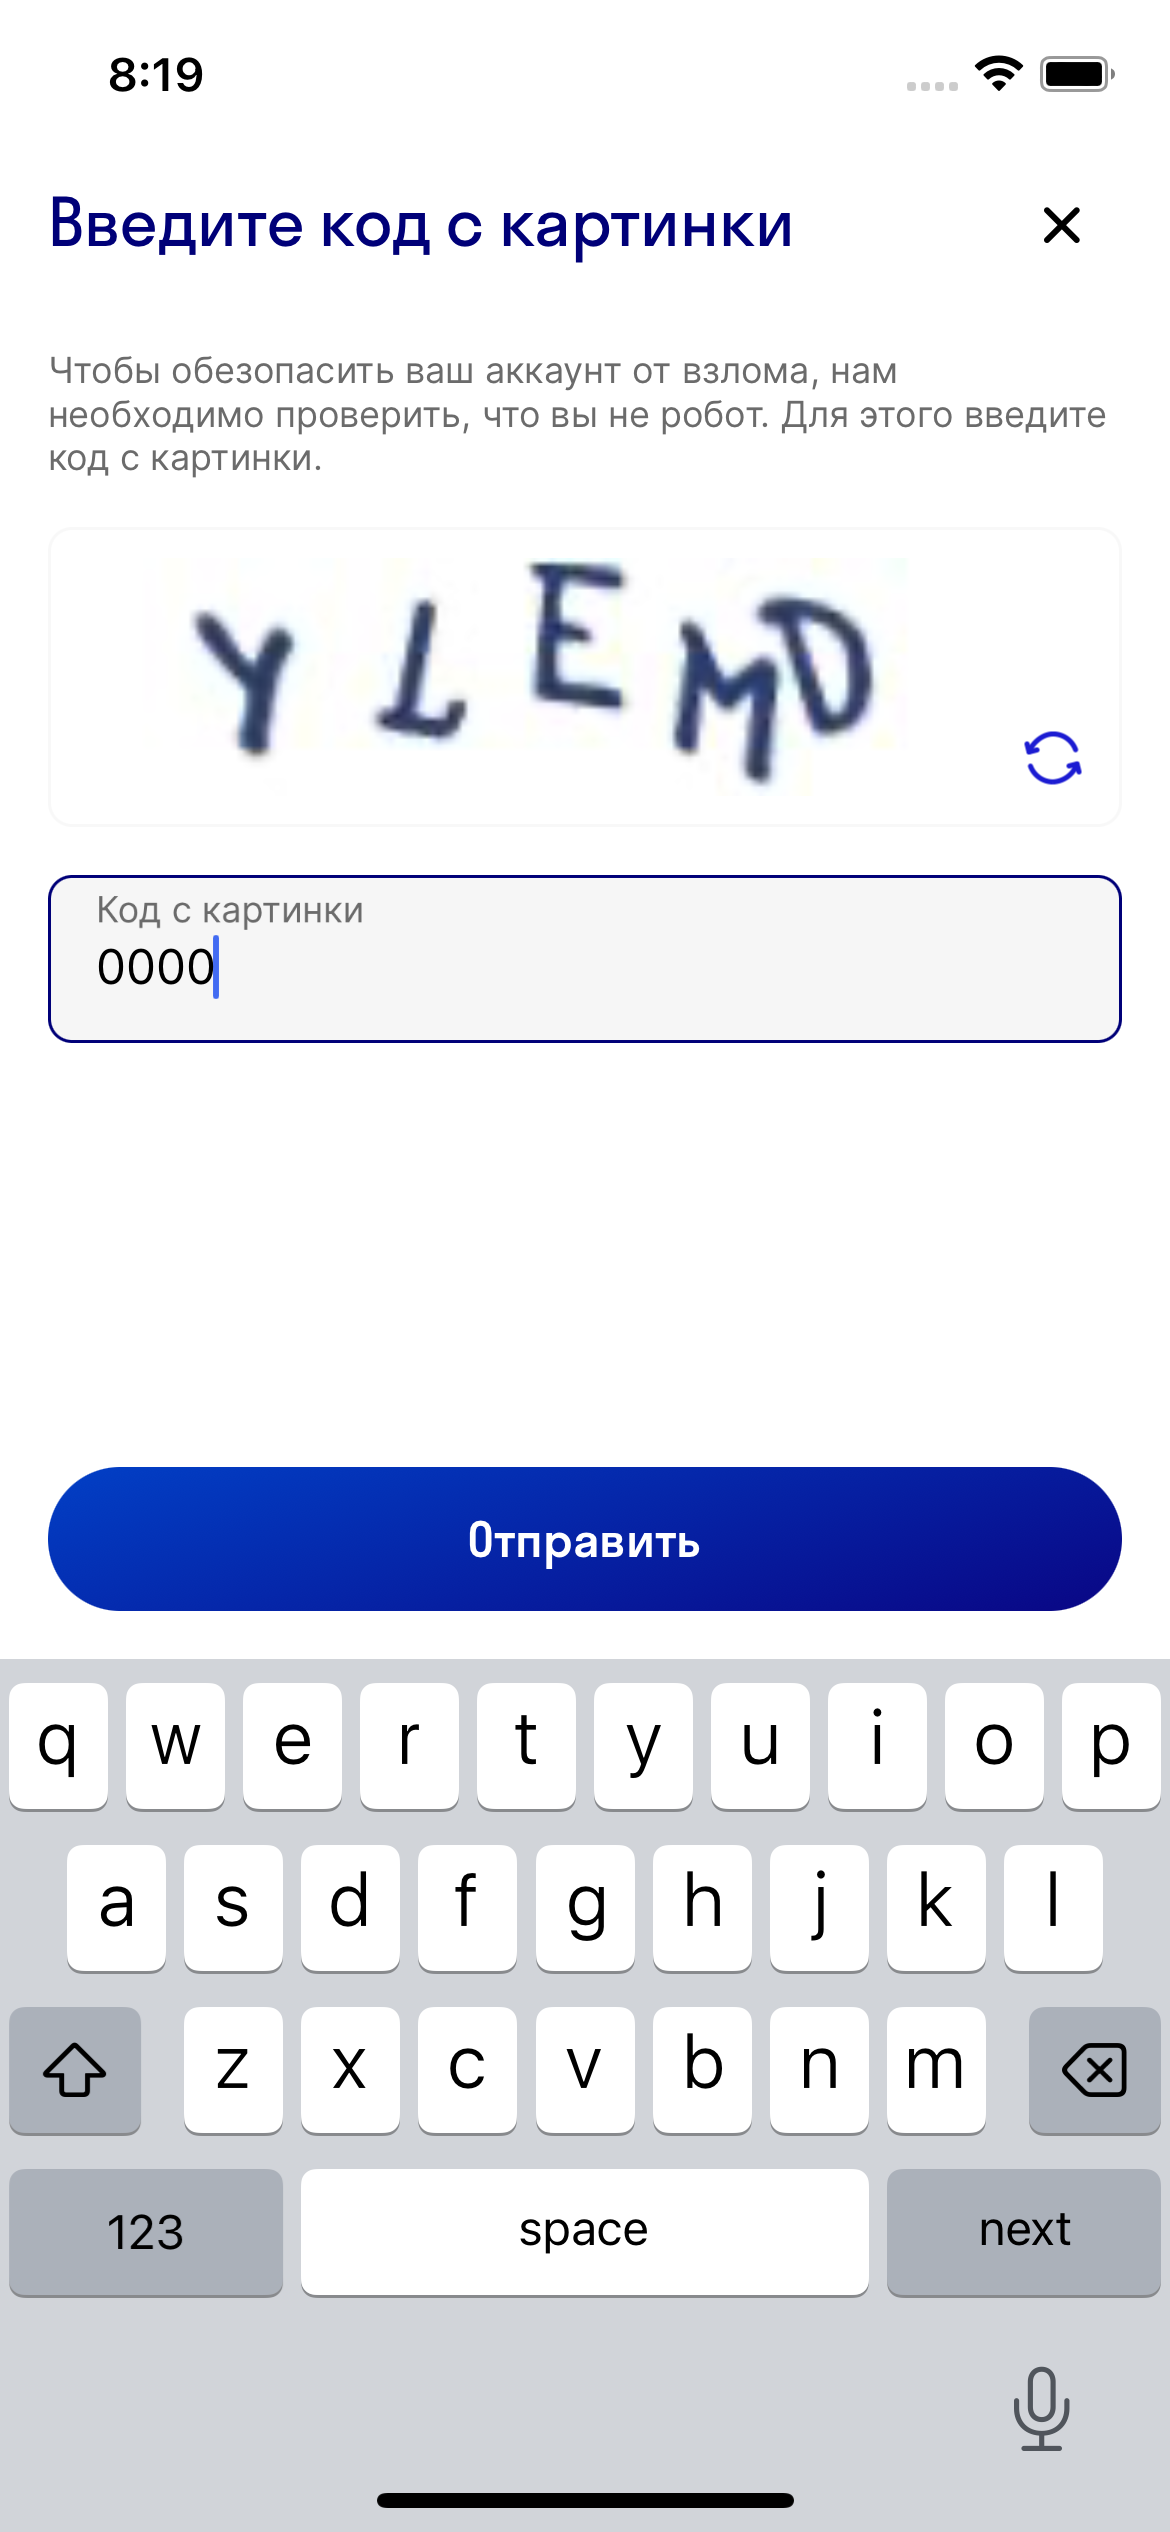 8:19
Введите код с картинки
Чтобы обезопасить ваш аккаунт от взлома, нам
необходимо проверить, что вы не робот. Для этого введите
код с картинки.
YLEMD
Код с картинки
0000
Отправить
q w e r t y u i o p
a s d f g h j k l
z x c v b n m
123 space next